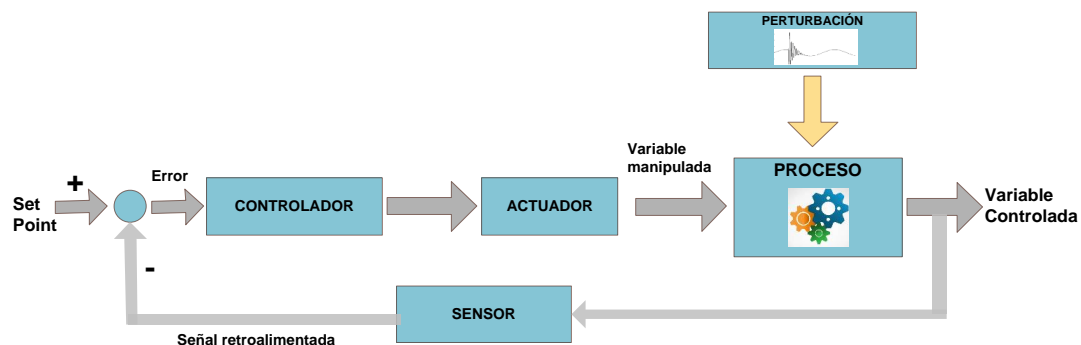 PERTURBACIÓN
Variable
manipulada
PROCESO
+
Error
Set
Point
CONTROLADOR
ACTUADOR
Variable
Controlada
-
SENSOR
Señal retroalimentada